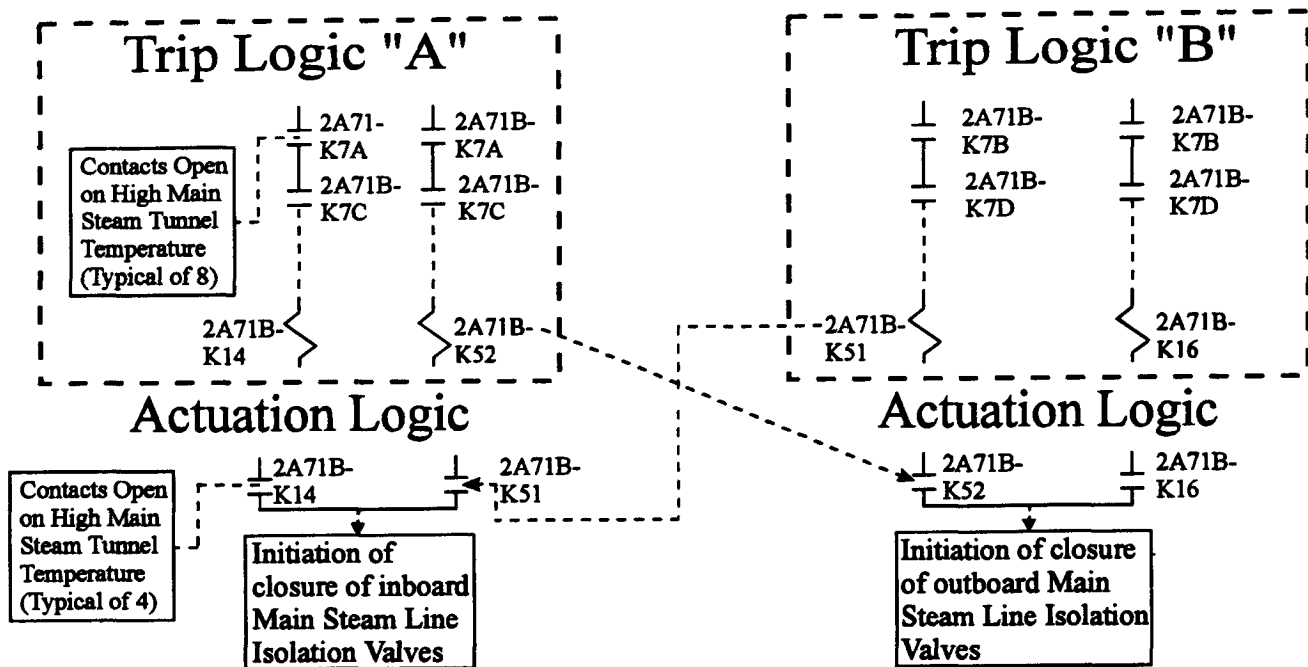 Trip Logic "A"
2A71-
K7A
2A71B-
K7A
Contacts Open
on High Main
Steam Tunnel
Temperature
(Typical of 8)
2A71B-
K7C
2A71B-
K7C
2A71B-
K14
2A71B-
K52
Trip Logic "B"
2A71B-
K7B
2A71B-
K7B
2A71B-
K7D
2A71B-
K7D
2A71B-
K51
2A71B-
K16
Actuation Logic
2A71B-
K14
2A71B-
K51
Contacts Open
on High Main
Steam Tunnel
Temperature
(Typical of 4)
Initiation of
closure of inboard
Main Steam Line
Isolation Valves
Actuation Logic
2A71B-
K52
2A71B-
K16
Initiation of closure
of outboard Main
Steam Line Isolation
Valves